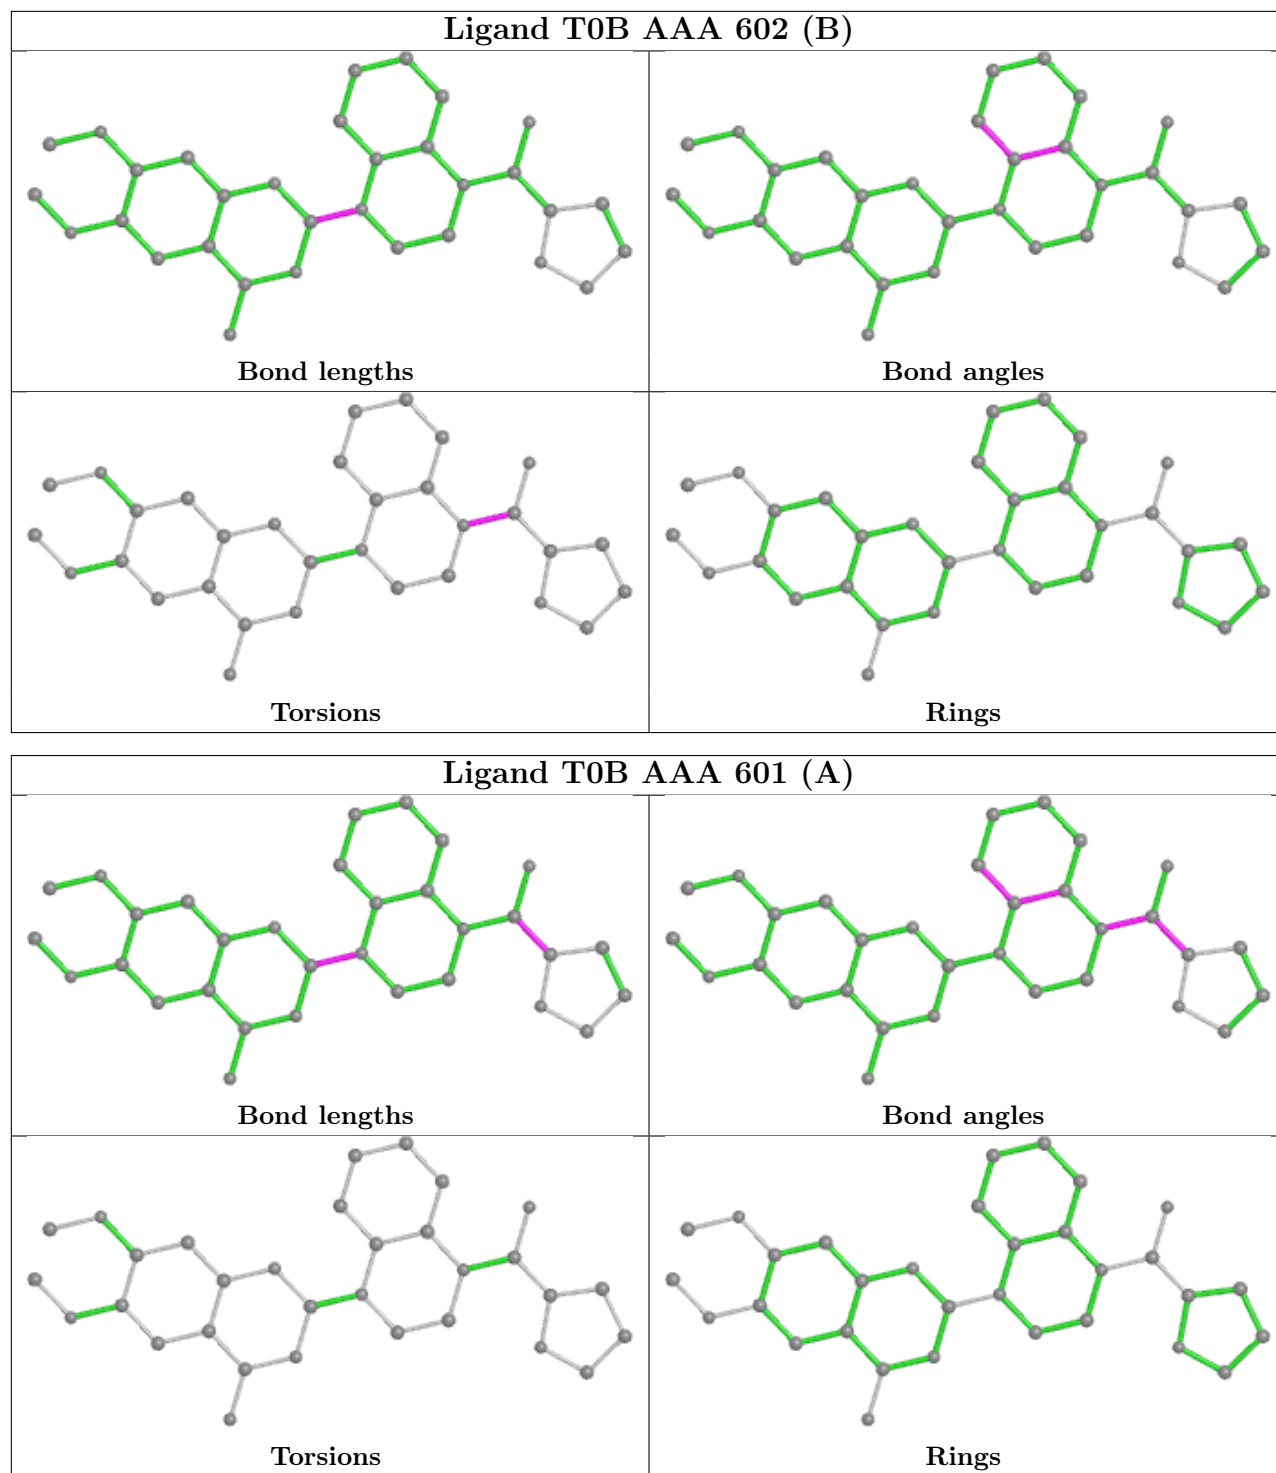 Ligand T0B AAA 602 (B)
Bond lengths
Bond angles
Torsions
Rings
Ligand T0B AAA 601 (A)
Bond lengths
Bond angles
Torsions
Rings